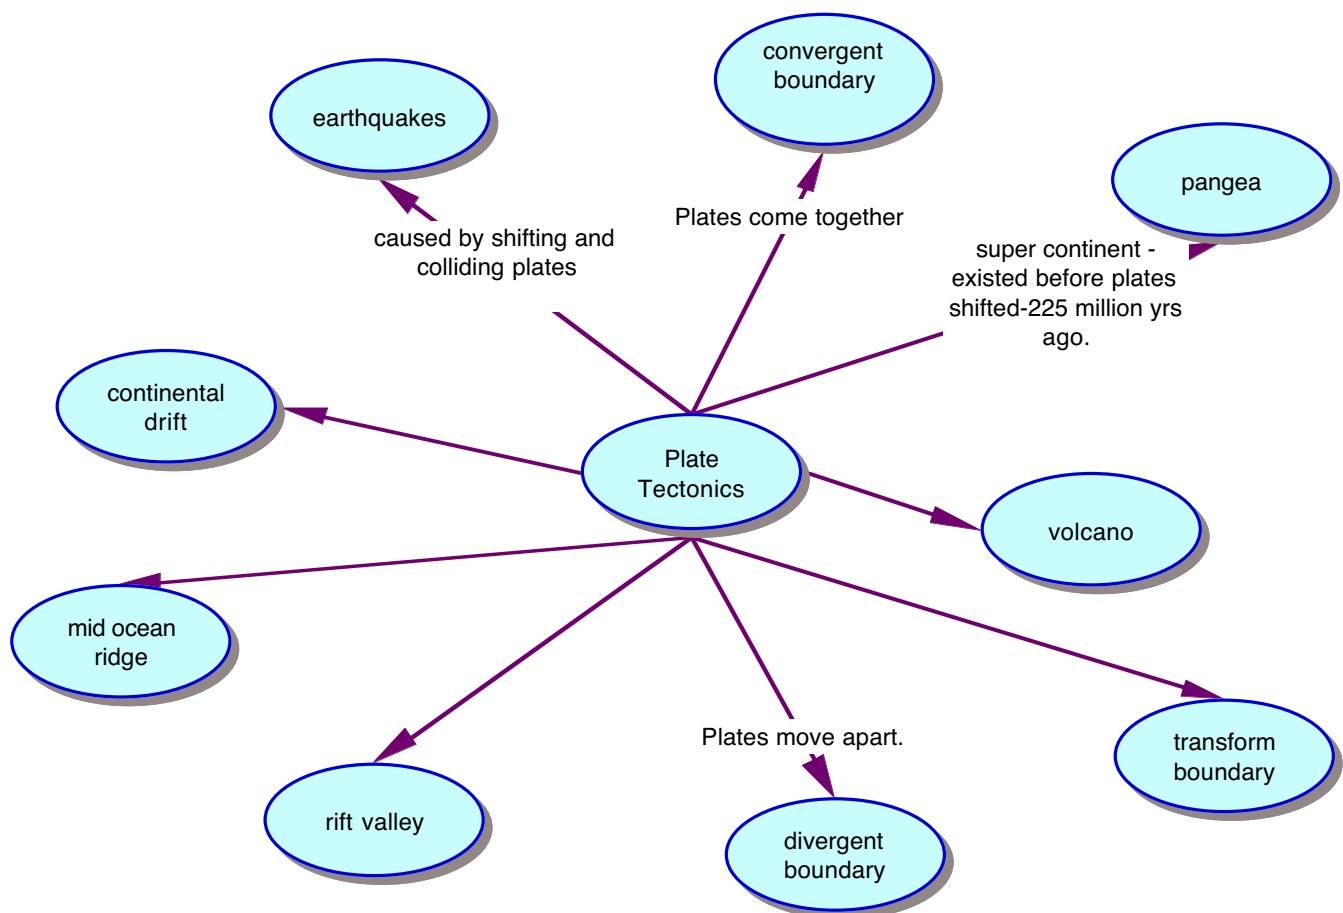 convergent
boundary
earthquakes
pangea
Plates come together
caused by shifting and
colliding plates
super continent -
existed before plates
shifted-225 million yrs
ago.
continental
drift
Plate
Tectonics
volcano
mid ocean
ridge
Plates move apart.
transform
boundary
rift valley
divergent
boundary